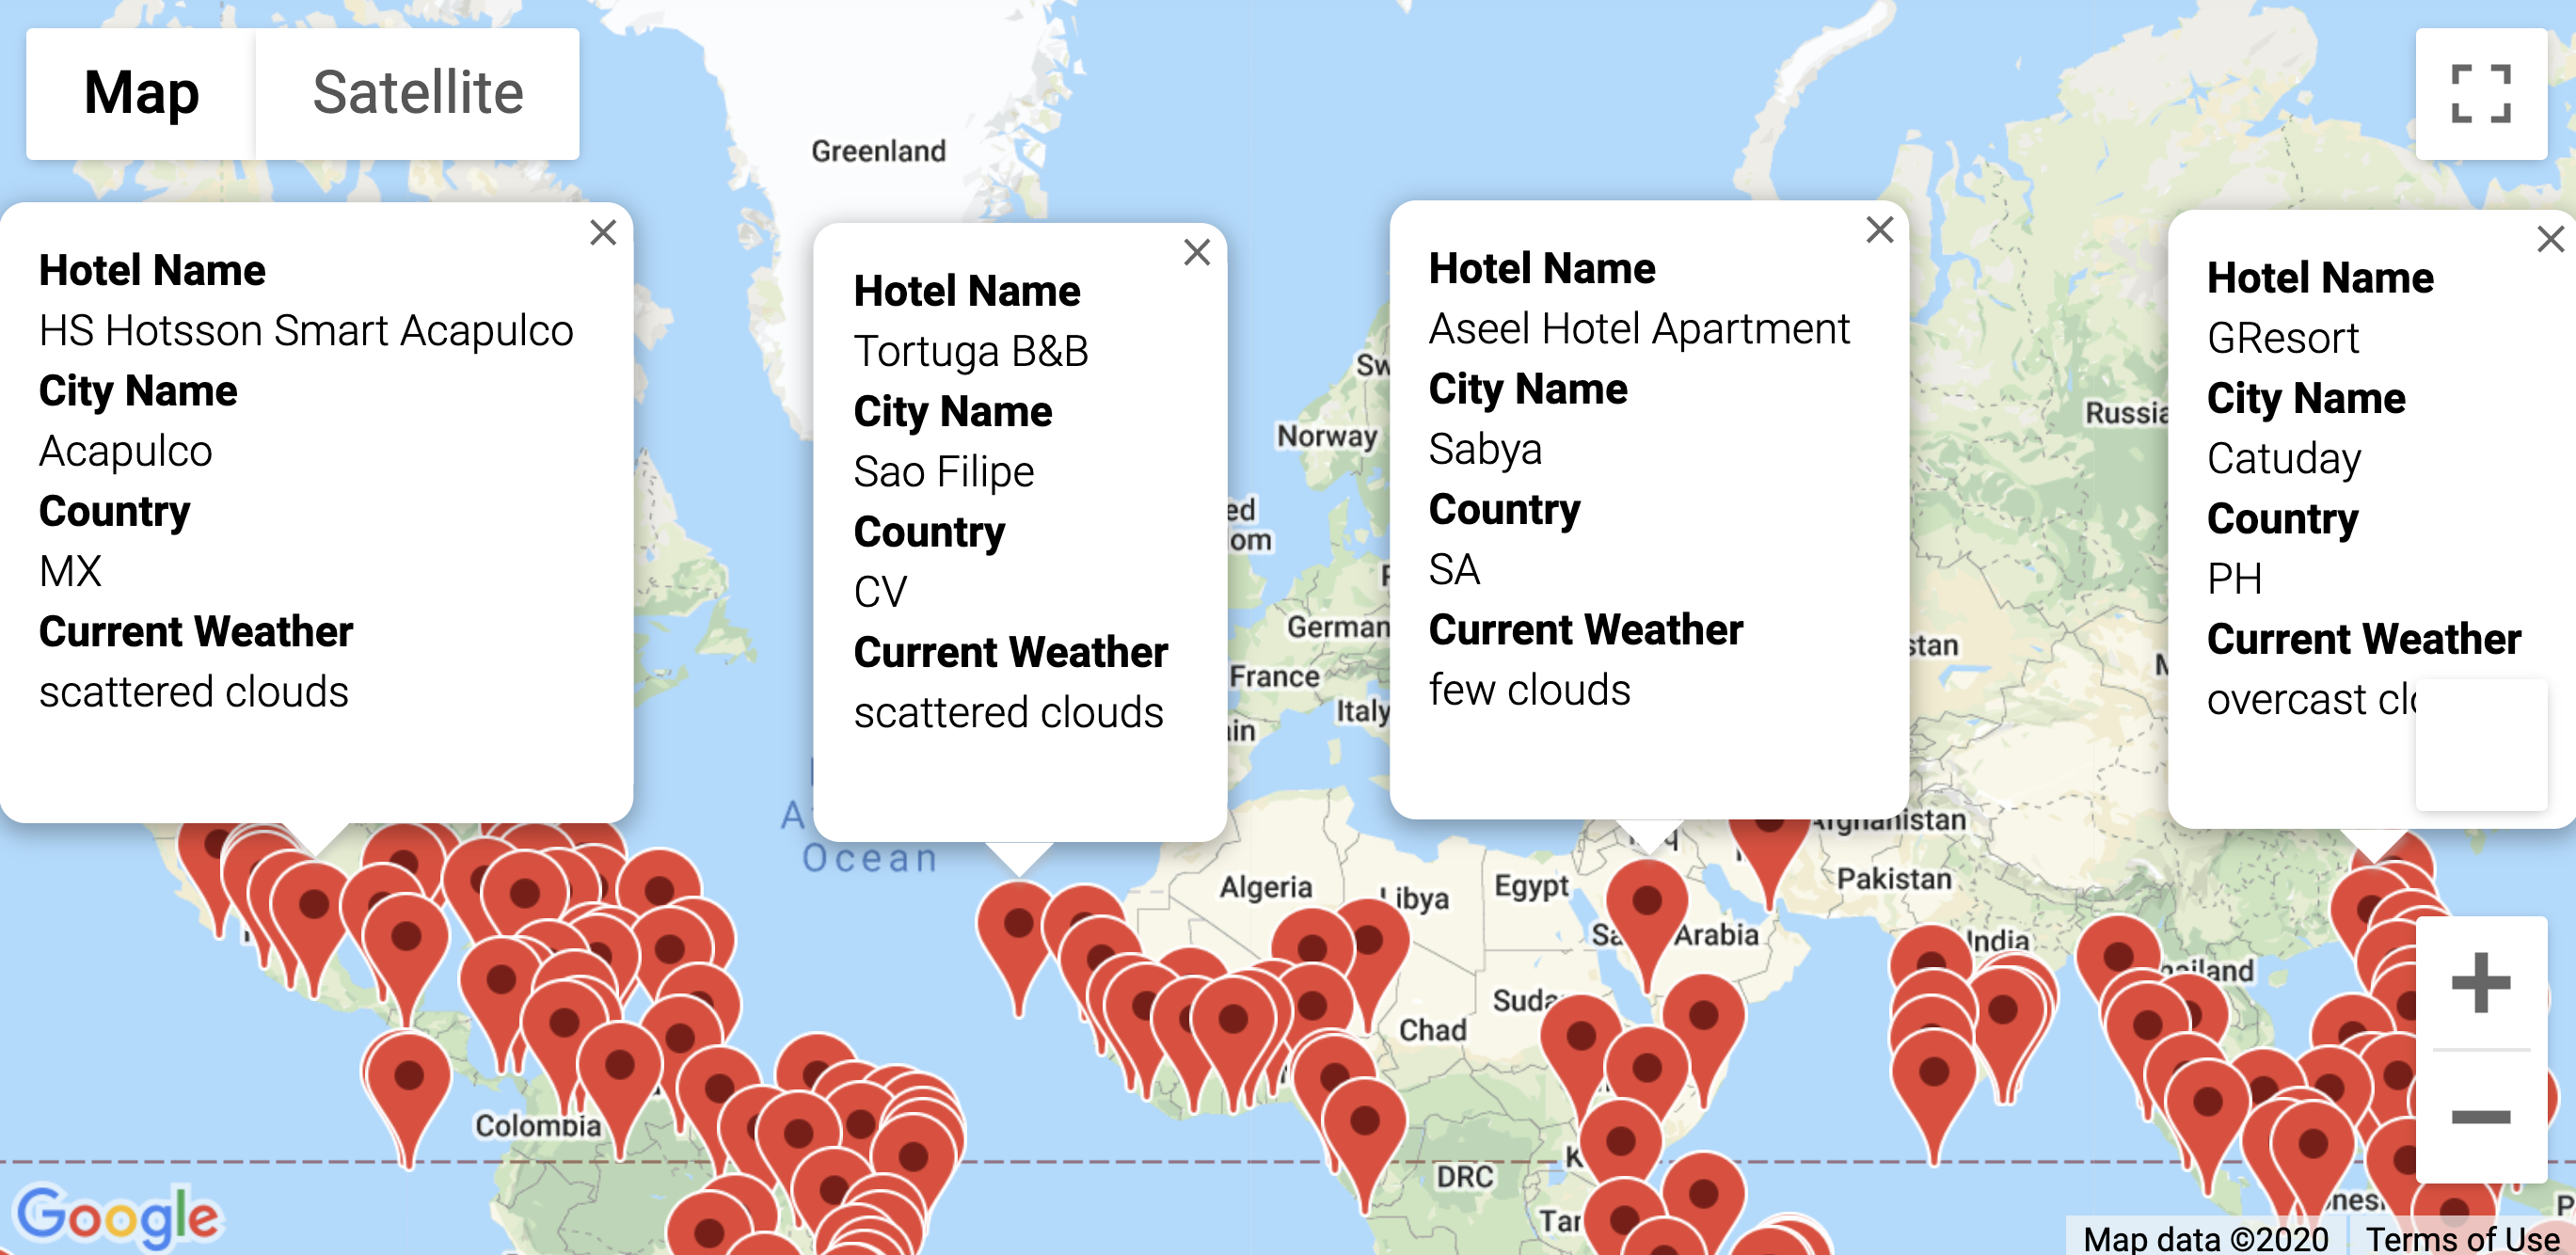 Map Satellite
Greenland
Hotel Name
HS Hotsson Smart Acapulco
City Name
Acapulco
Country
MX
Current Weather
scattered clouds
Hotel Name
Tortuga B&B
City Name
Sao Filipe
Country
CV
Current Weather
scattered clouds
Hotel Name
Aseel Hotel Apartment
City Name
Sabya
Country
SA
Current Weather
few clouds
Hotel Name
GResort
City Name
Catuday
Country
PH
Current Weather
overcast
Norway
Russia
German
France
Italy
Ocean
Afghanistan
Algeria
Libya
Egypt
Pakistan
Arabia
India
Chad
Colombia
DRC
Google
Map data ©2020
Terms of Use